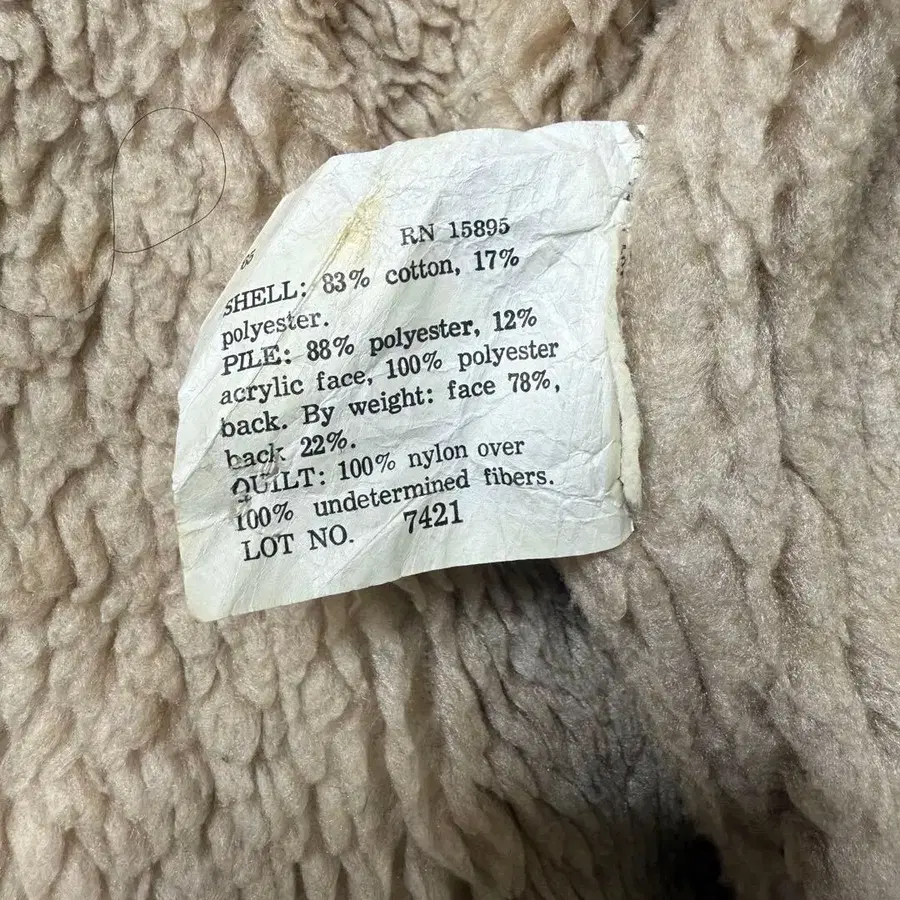 65
RN 15895
SHELL: 83% cotton, 17%
polyester.
PILE: 88% polyester, 12%
acrylic face, 100% polyester
back. By weight: face 78%,
back 22%.
QUILT: 100% nylon over
100% undetermined fibers.
LOT NO. 7421